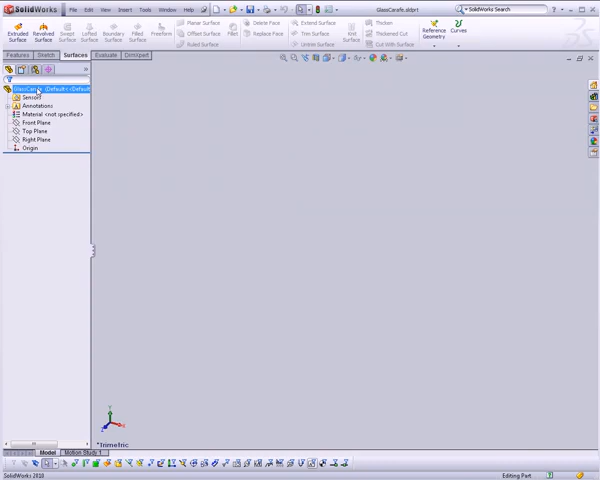 SolidWorks File Edit View Insert Tools Window Help GlassCarafe.sldprt SolidWorks Search
Extruded Surface Revolved Surface Swept Surface Lofted Surface Boundary Surface Filled Surface Freeform Planar Surface Offset Surface Ruled Surface Fillet Delete Face Replace Face Extend Surface Trim Surface Untrim Surface Knit Surface Thicken Thickened Cut Cut With Surface Reference Geometry Curves
Features Sketch Surfaces Evaluate DimXpert
GlassCarafe (Default<<Default
Sensors
Annotations
Material <not specified>
Front Plane
Top Plane
Right Plane
Origin
Y
X
*Trimetric
Model Motion Study 1
SolidWorks 2010 Editing Part